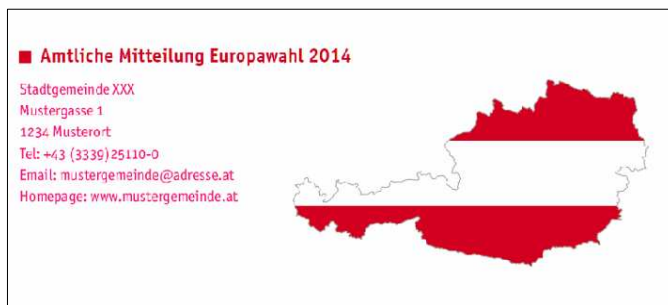 Amtliche Mitteilung Europawahl 2014
Stadtgemeinde XXX
Mustergasse 1
1234 Musterort
Tel: +43 (3339) 25110-0
Email: mustergemeinde@adresse.at
Homepage: www.mustergemeinde.at